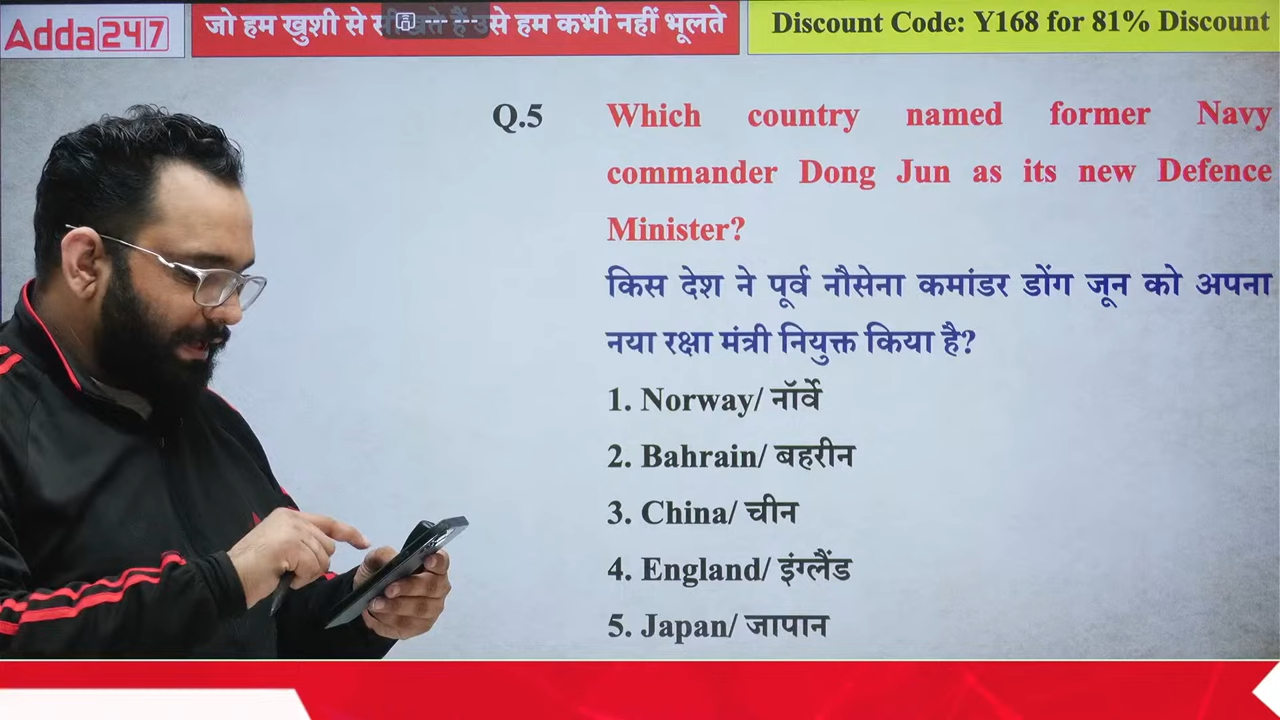 Adda247
जो हम खुशी से सीखते हैं उसे हम कभी नहीं भूलते
Discount Code: Y168 for 81% Discount
Q.5 Which country named former Navy
commander Dong Jun as its new Defence
Minister?
किस देश ने पूर्व नौसेना कमांडर डोंग जून को अपना
नया रक्षा मंत्री नियुक्त किया है?
1. Norway/ नॉर्वे
2. Bahrain/ बहरीन
3. China/ चीन
4. England/ इंग्लैंड
5. Japan/ जापान